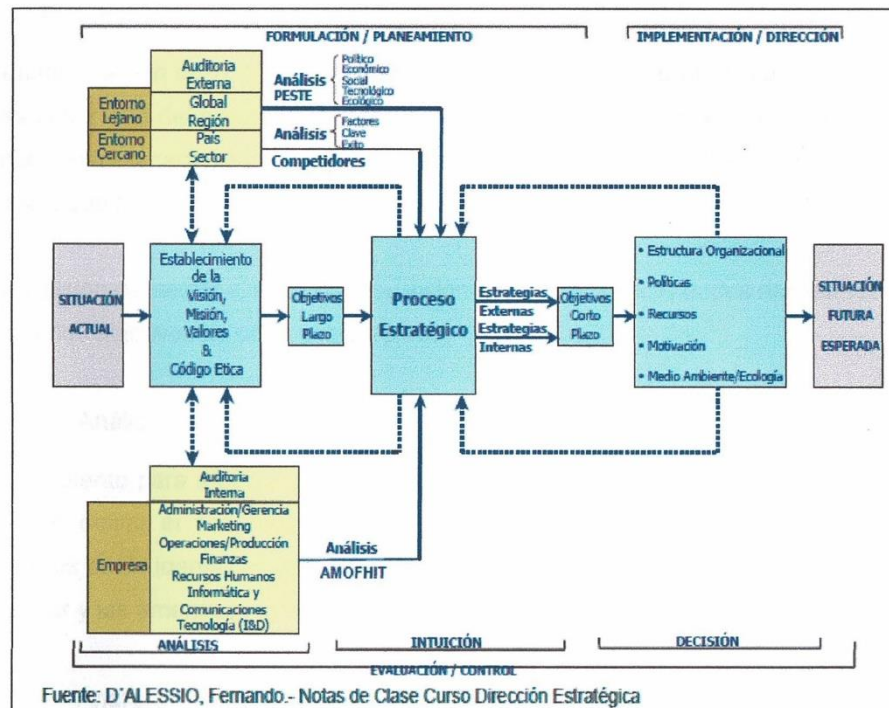 FORMULACIÓN / PLANEAMIENTO
IMPLEMENTACIÓN / DIRECCIÓN
Auditoria
Externa
Entorno
Lejano
Global
Región
Entorno
Cercano
País
Sector
Análisis
PESTE
Político
Económico
Social
Tecnológico
Ecológico
Análisis
Factores
Clave
Exito
Competidores
SITUACIÓN
ACTUAL
Establecimiento
de la
Visión,
Misión,
Valores
&
Código Etica
Objetivos
Largo
Plazo
Proceso
Estratégico
Estrategias
Externas
Estrategias
Internas
Objetivos
Corto
Plazo
• Estructura Organizacional
• Políticas
• Recursos
• Motivación
• Medio Ambiente/Ecología
SITUACIÓN
FUTURA
ESPERADA
Auditoria
Interna
Empresa
Administración/Gerencia
Marketing
Operaciones/Producción
Finanzas
Recursos Humanos
Informática y
Comunicaciones
Tecnología (I&D)
Análisis
AMOFHIT
ANÁLISIS
INTUICIÓN
DECISIÓN
EVALUACIÓN / CONTROL
Fuente: D´ALESSIO, Fernando.- Notas de Clase Curso Dirección Estratégica